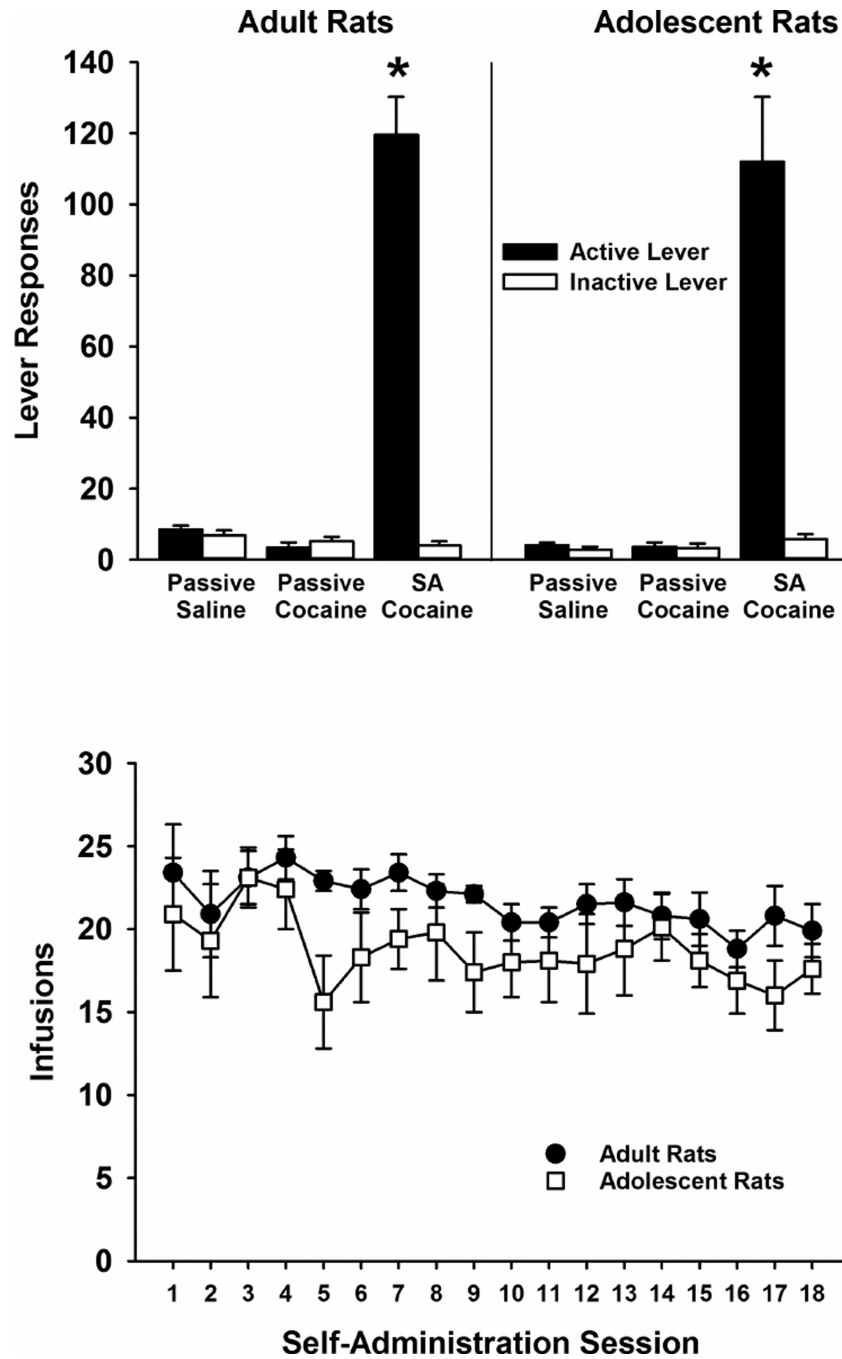 Adult Rats Adolescent Rats
* *
140
120
100
80
60
40
20
0
Lever Responses
Active Lever
Inactive Lever
Passive Saline
Passive Cocaine
SA Cocaine
Passive Saline
Passive Cocaine
SA Cocaine
30
25
20
15
10
5
0
Infusions
Adult Rats
Adolescent Rats
1 2 3 4 5 6 7 8 9 10 11 12 13 14 15 16 17 18
Self-Administration Session